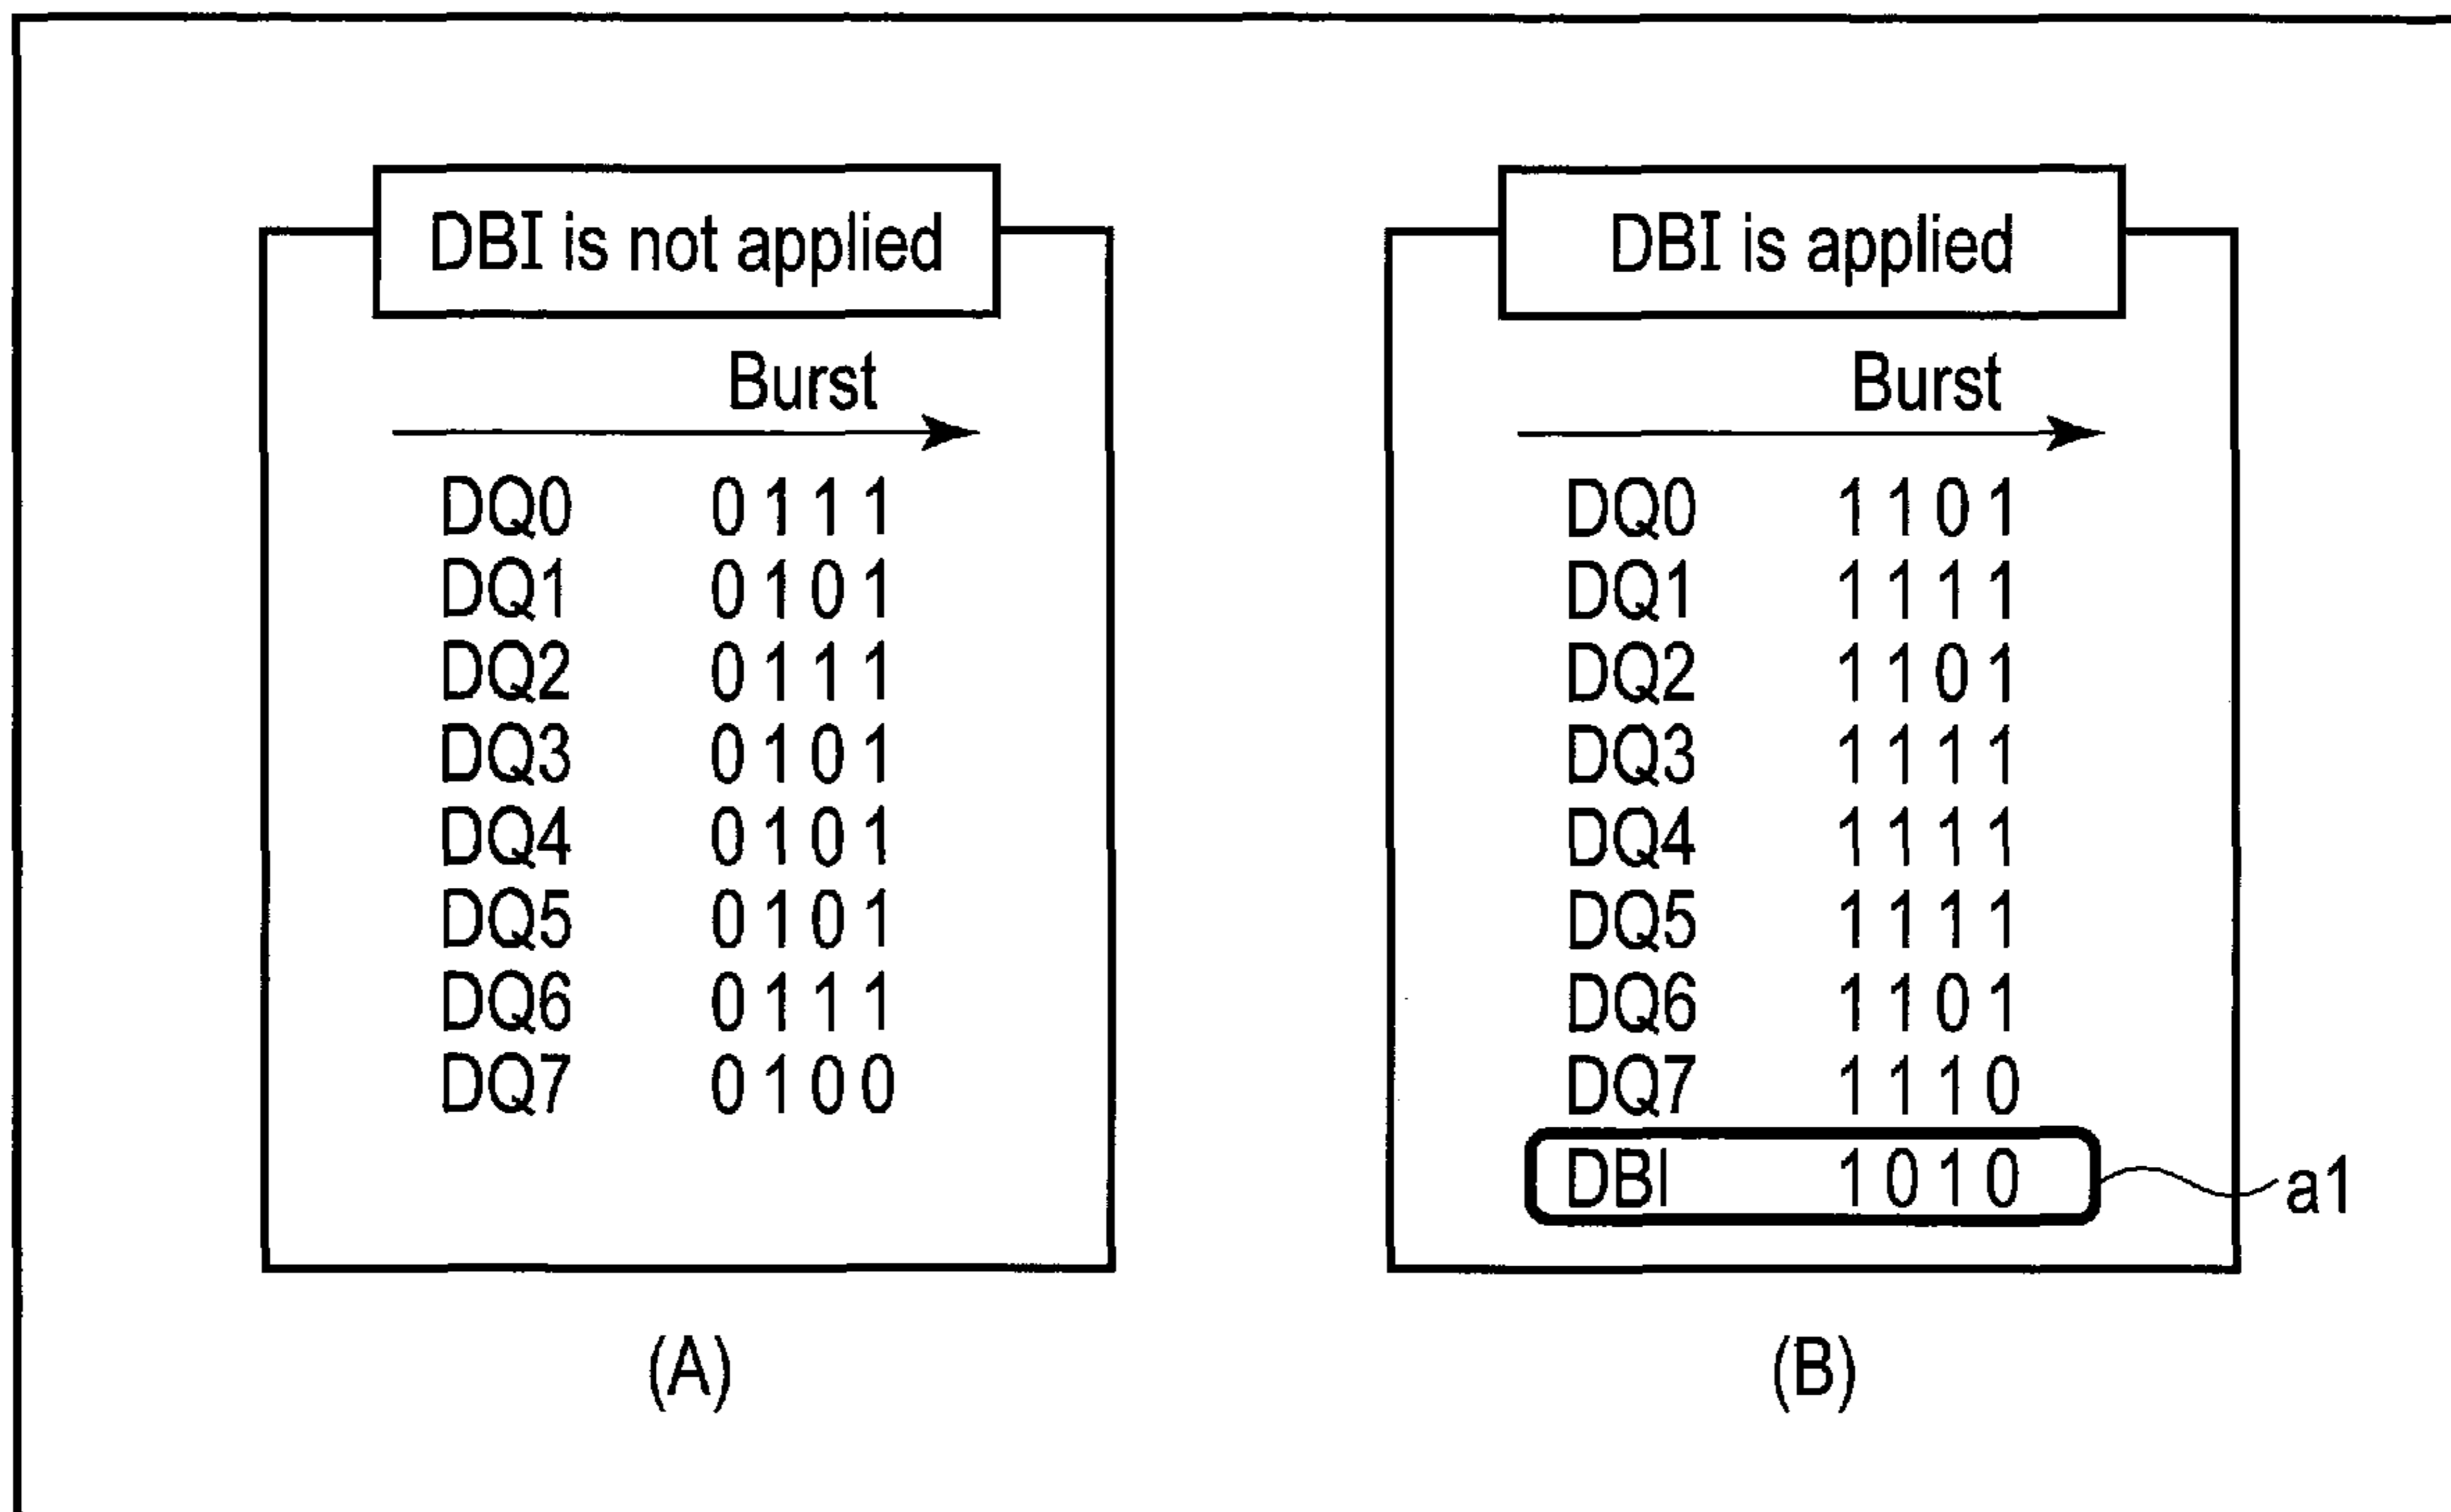 DBI is not applied
Burst
DQ0 0 1 1 1
DQ1 0 1 0 1
DQ2 0 1 1 1
DQ3 0 1 0 1
DQ4 0 1 0 1
DQ5 0 1 0 1
DQ6 0 1 1 1
DQ7 0 1 0 0
(A)
DBI is applied
Burst
DQ0 1 1 0 1
DQ1 1 1 1 1
DQ2 1 1 0 1
DQ3 1 1 1 1
DQ4 1 1 1 1
DQ5 1 1 1 1
DQ6 1 1 0 1
DQ7 1 1 1 0
DBI 1 0 1 0
a1
(B)